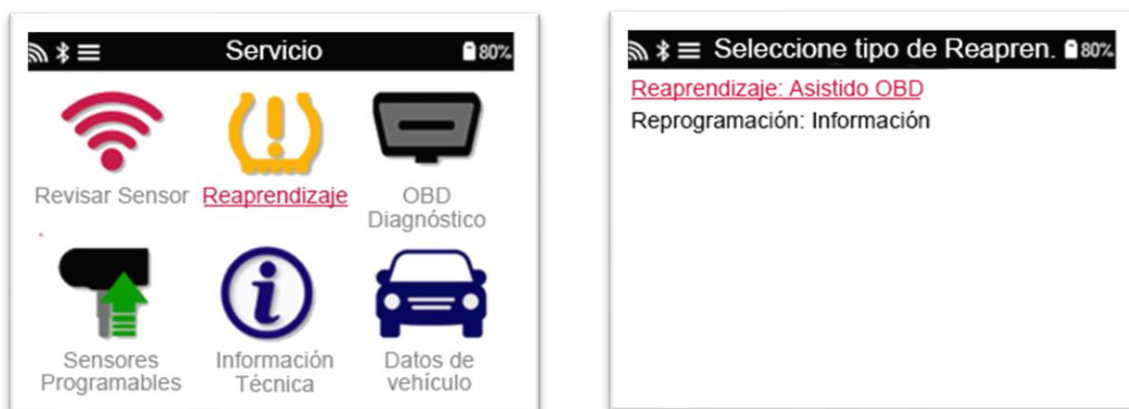 Servicio
80%
Revisar Sensor
Reaprendizaje
OBD
Diagnóstico
Sensores
Programables
Información
Técnica
Datos de
vehículo
Seleccione tipo de Reapren.
80%
Reaprendizaje: Asistido OBD
Reprogramación: Información